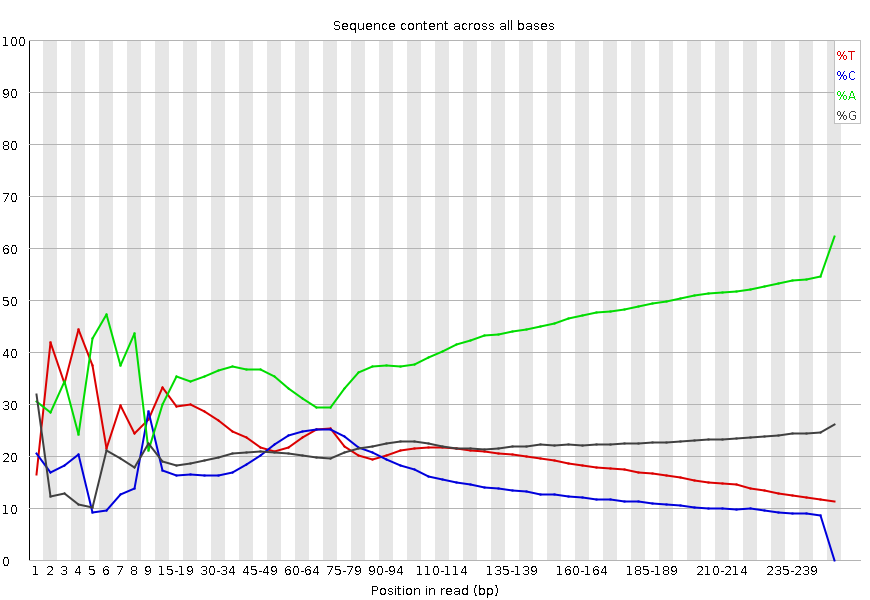 Sequence content across all bases
100
90
80
70
60
50
40
30
20
10
0
%T
%C
%A
%G
1 2 3 4 5 6 7 8 9 15-19 30-34 45-49 60-64 75-79 90-94 110-114 135-139 160-164 185-189 210-214 235-239
Position in read (bp)